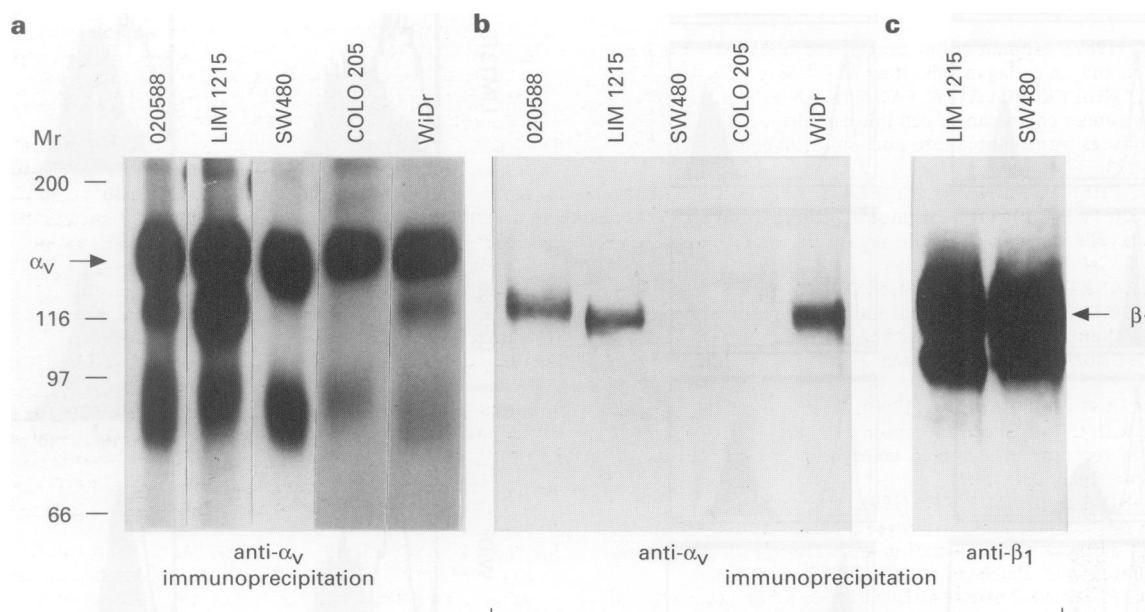 a b c
020588 LIM 1215 SW480 COLO 205 WiDr
020588 LIM 1215 SW480 COLO 205 WiDr
LIM 1215 SW480
Mr
200
αv
116
97
66
β
anti-αv
immunoprecipitation
anti-αv
immunoprecipitation
anti-β1